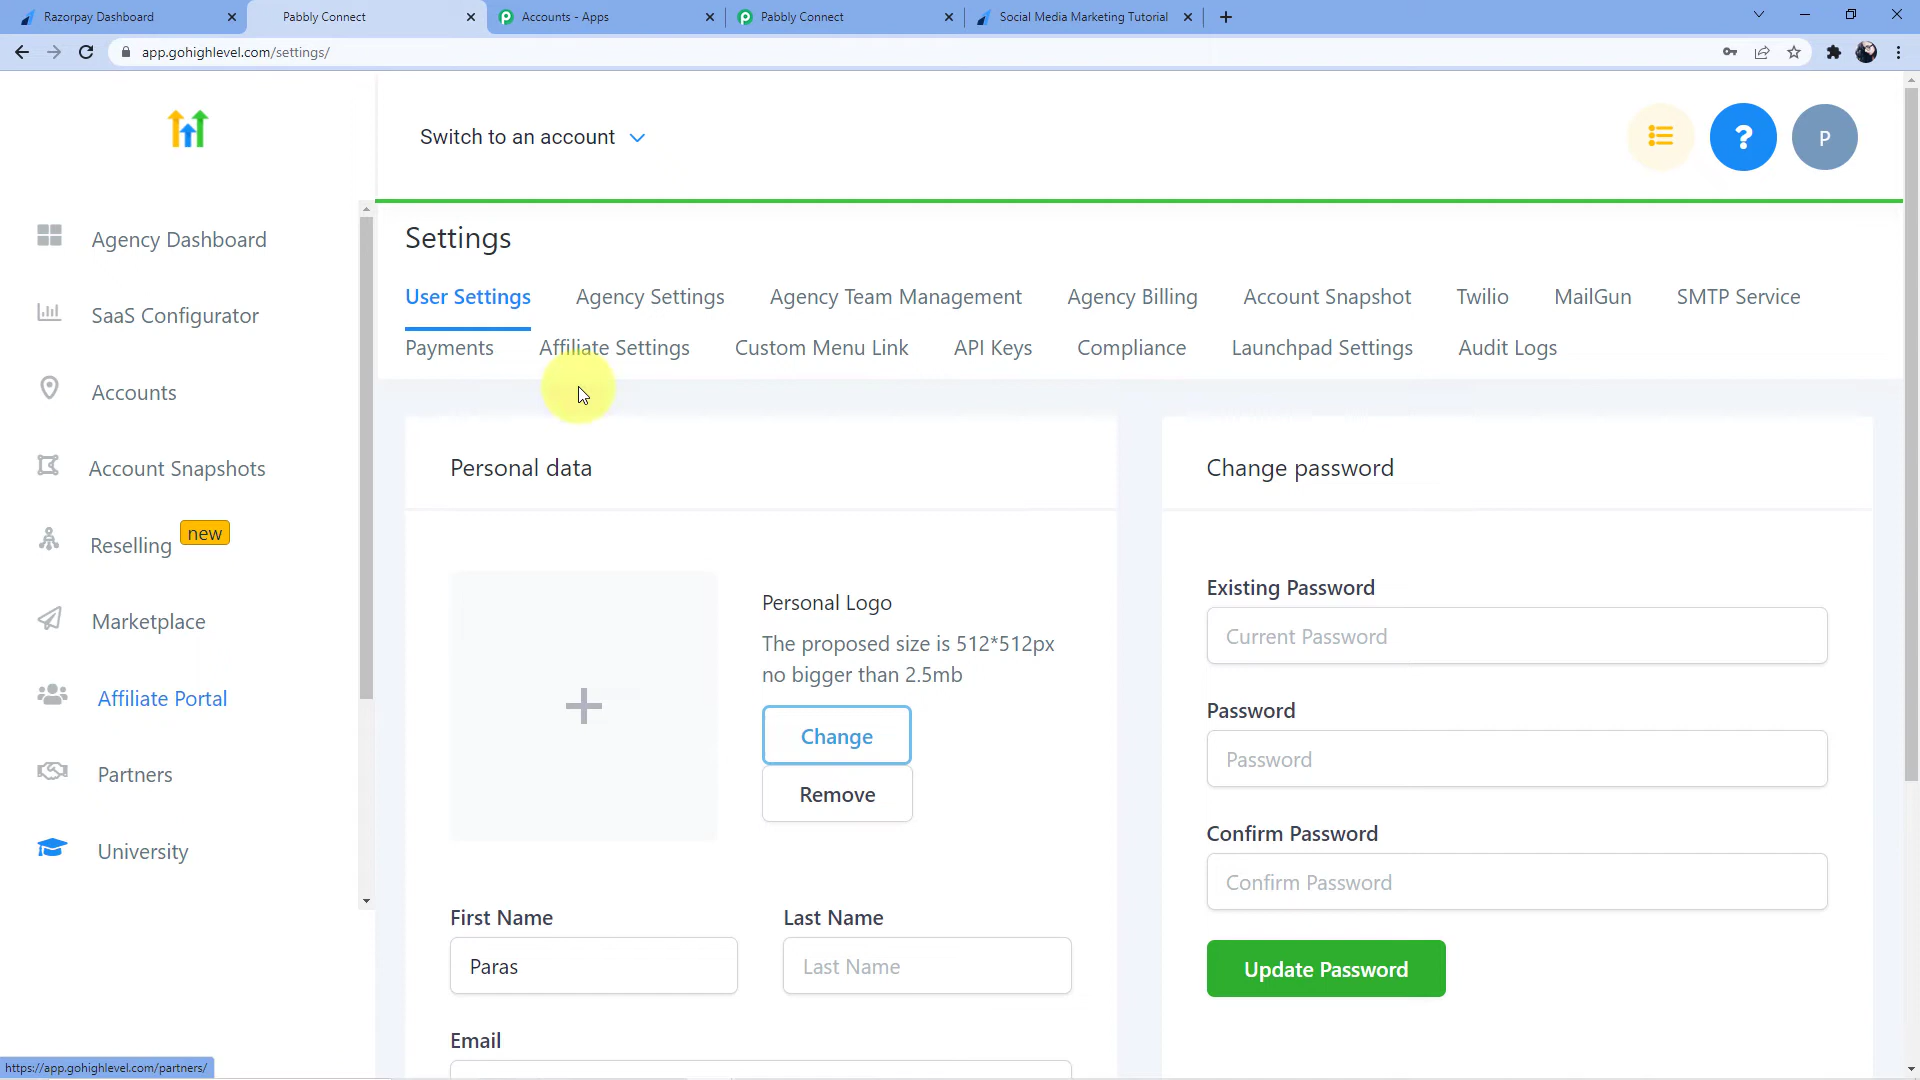 Razorpay Dashboard
Pabbly Connect
Accounts - Apps
Pabbly Connect
Social Media Marketing Tutorial
app.gohighlevel.com/settings/
Switch to an account
?
P
Agency Dashboard
SaaS Configurator
Accounts
Account Snapshots
Reselling new
Marketplace
Affiliate Portal
Partners
University
Settings
User Settings Agency Settings Agency Team Management Agency Billing Account Snapshot Twilio MailGun SMTP Service
Payments Affiliate Settings Custom Menu Link API Keys Compliance Launchpad Settings Audit Logs
Personal data
Personal Logo
The proposed size is 512*512px
no bigger than 2.5mb
Change
Remove
First Name Last Name
Paras Last Name
Email
Change password
Existing Password
Current Password
Password
Password
Confirm Password
Confirm Password
Update Password
https://app.gohighlevel.com/partners/